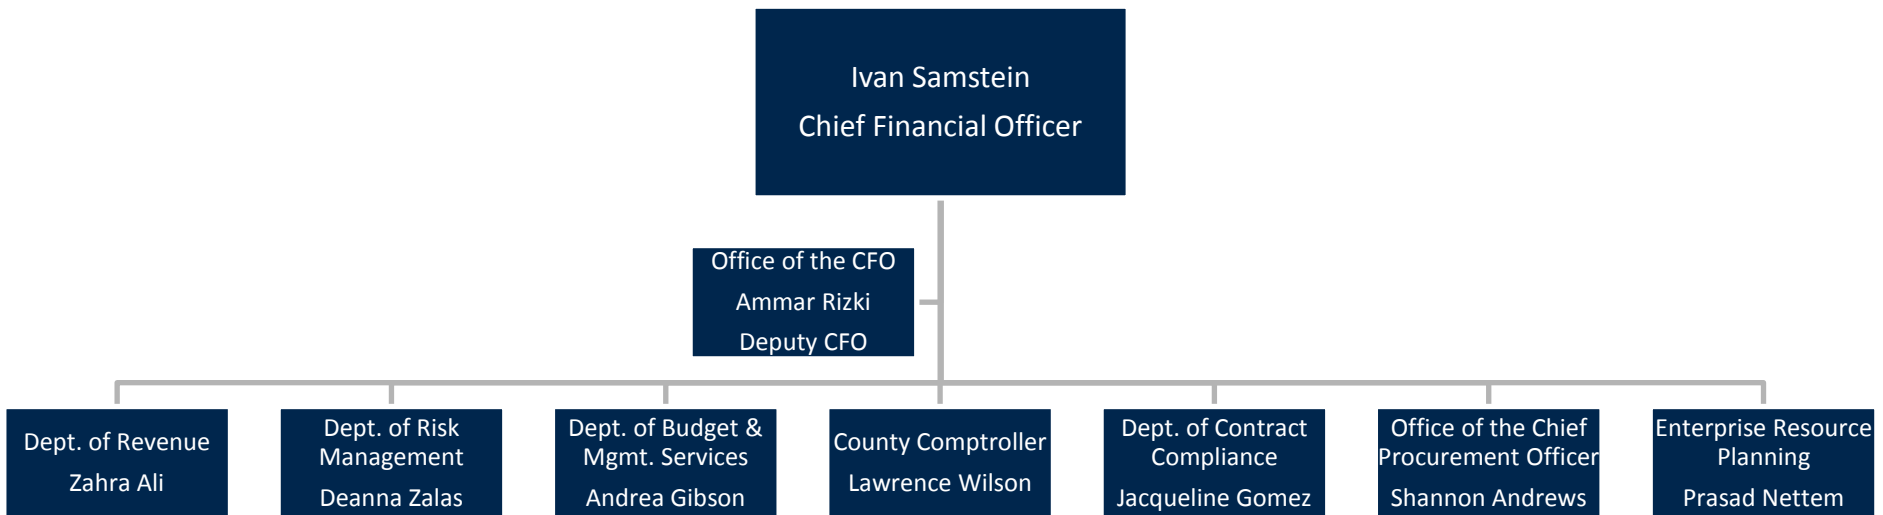 Ivan Samstein
Chief Financial Officer
Office of the CFO
Ammar Rizki
Deputy CFO
Dept. of Revenue
Zahra Ali
Dept. of Risk
Management
Deanna Zalas
Dept. of Budget &
Mgmt. Services
Andrea Gibson
County Comptroller
Lawrence Wilson
Dept. of Contract
Compliance
Jacqueline Gomez
Office of the Chief
Procurement Officer
Shannon Andrews
Enterprise Resource
Planning
Prasad Nettem